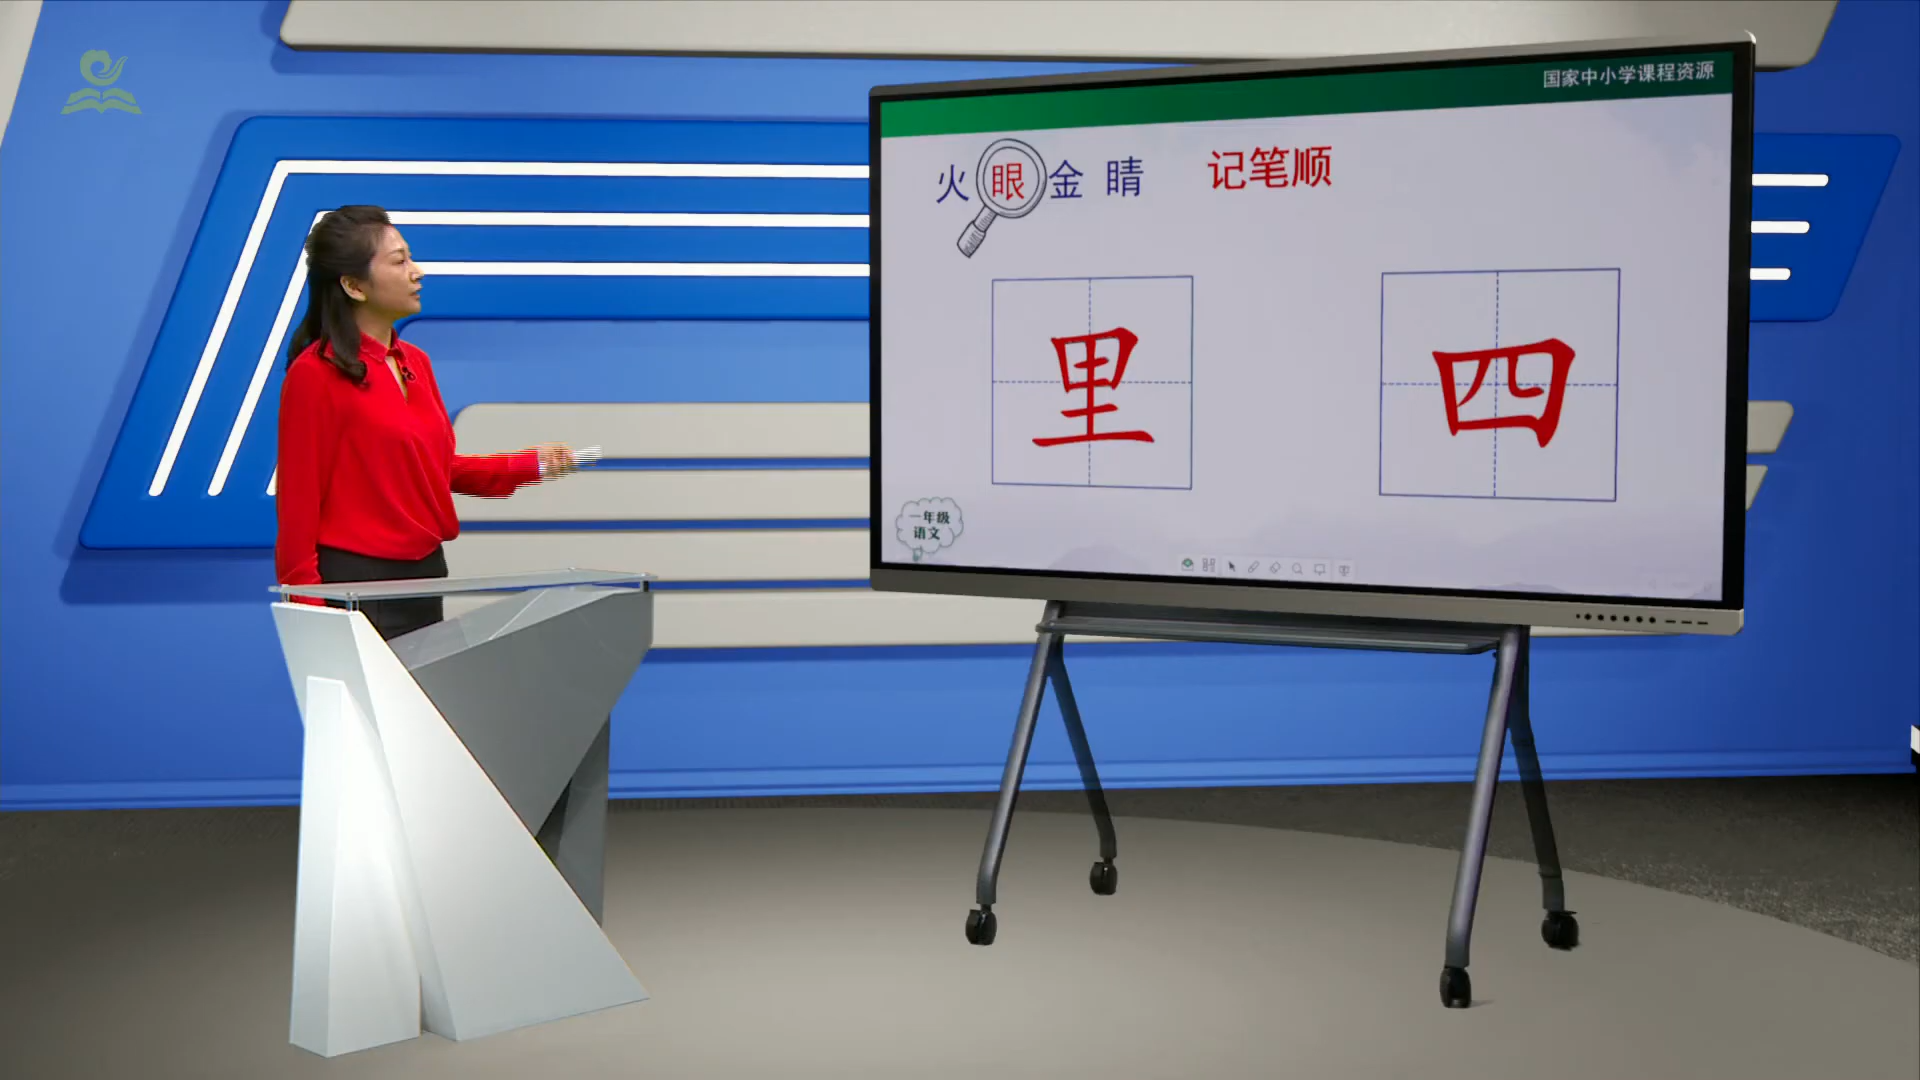 国家中小学课程资源
火眼金睛 记笔顺
里 四
一年级
语文